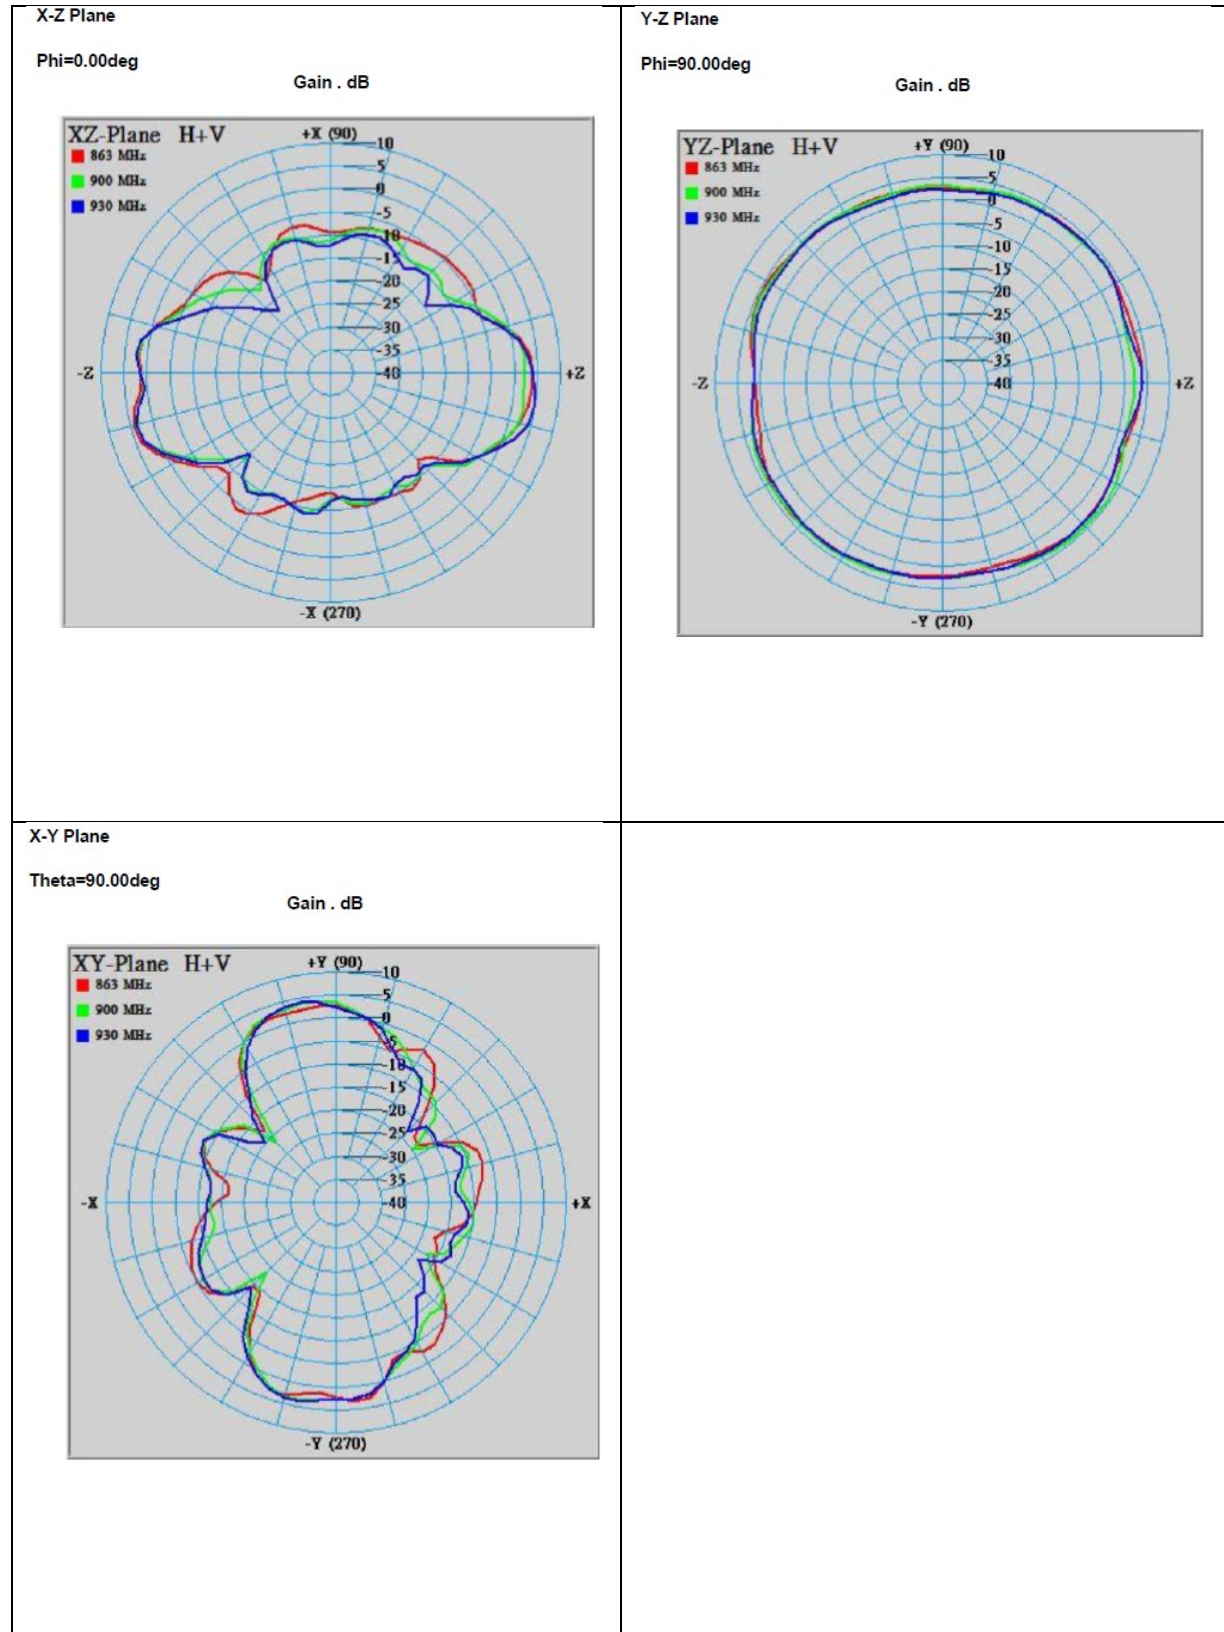 X-Z Plane
Phi=0.00deg
Gain . dB
XZ-Plane H+V
863 MHz
900 MHz
930 MHz
+X (90)
10
5
0
-5
-10
-15
-20
-25
-30
-35
-40
-Z
+Z
-X (270)
Y-Z Plane
Phi=90.00deg
Gain . dB
YZ-Plane H+V
863 MHz
900 MHz
930 MHz
+Y (90)
10
5
0
-5
-10
-15
-20
-25
-30
-35
-40
-Z
+Z
-Y (270)
X-Y Plane
Theta=90.00deg
Gain . dB
XY-Plane H+V
863 MHz
900 MHz
930 MHz
+Y (90)
10
5
0
-5
-10
-15
-20
-25
-30
-35
-40
-X
+X
-Y (270)